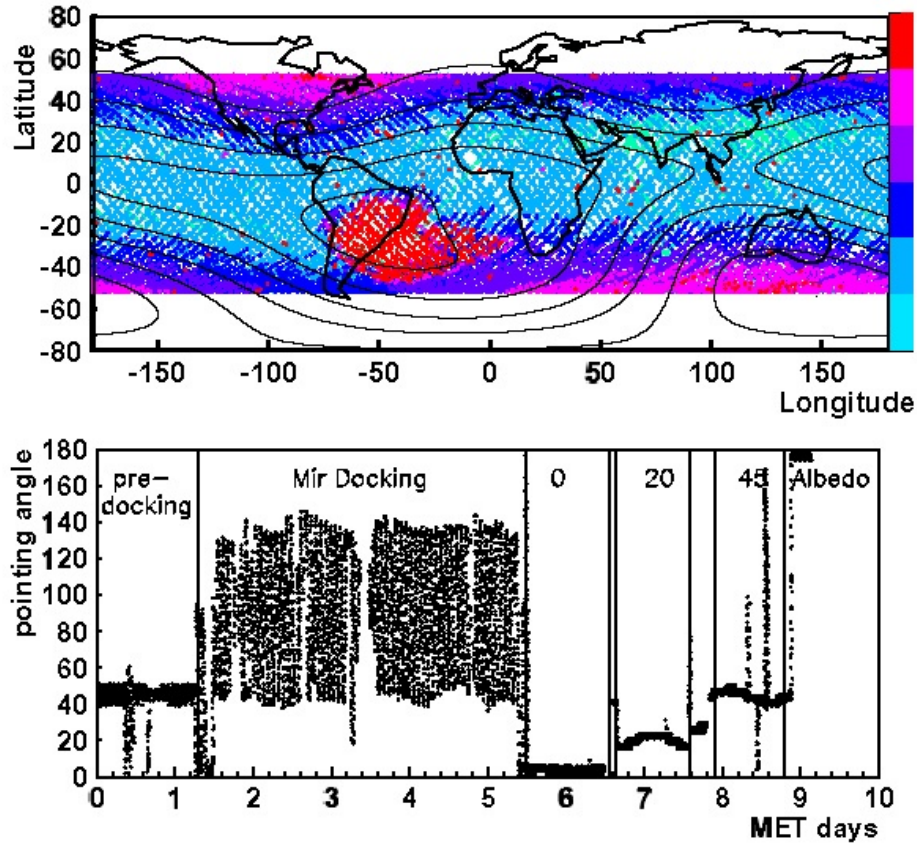 80
60
40
20
0
-20
-40
-60
-80
Latitude
-150 -100 -50 0 50 100 150
Longitude
180
160
140
120
100
80
60
40
20
0
pointing angle
pre-
docking
Mir Docking
0
20
45
Albedo
0 1 2 3 4 5 6 7 8 9 10
MET days